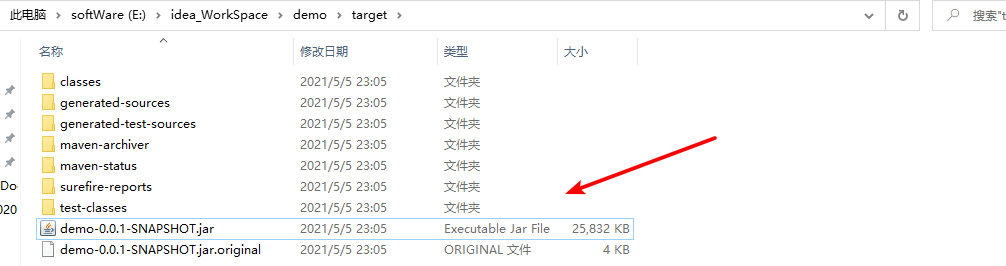 此电脑 › softWare (E:) › idea_WorkSpace › demo › target › 搜索"t
名称 修改日期 类型 大小
classes 2021/5/5 23:05 文件夹
generated-sources 2021/5/5 23:05 文件夹
generated-test-sources 2021/5/5 23:05 文件夹
maven-archiver 2021/5/5 23:05 文件夹
maven-status 2021/5/5 23:05 文件夹
Do surefire-reports 2021/5/5 23:05 文件夹
020 test-classes 2021/5/5 23:05 文件夹
demo-0.0.1-SNAPSHOT.jar 2021/5/5 23:05 Executable Jar File 25,832 KB
demo-0.0.1-SNAPSHOT.jar.original 2021/5/5 23:05 ORIGINAL 文件 4 KB